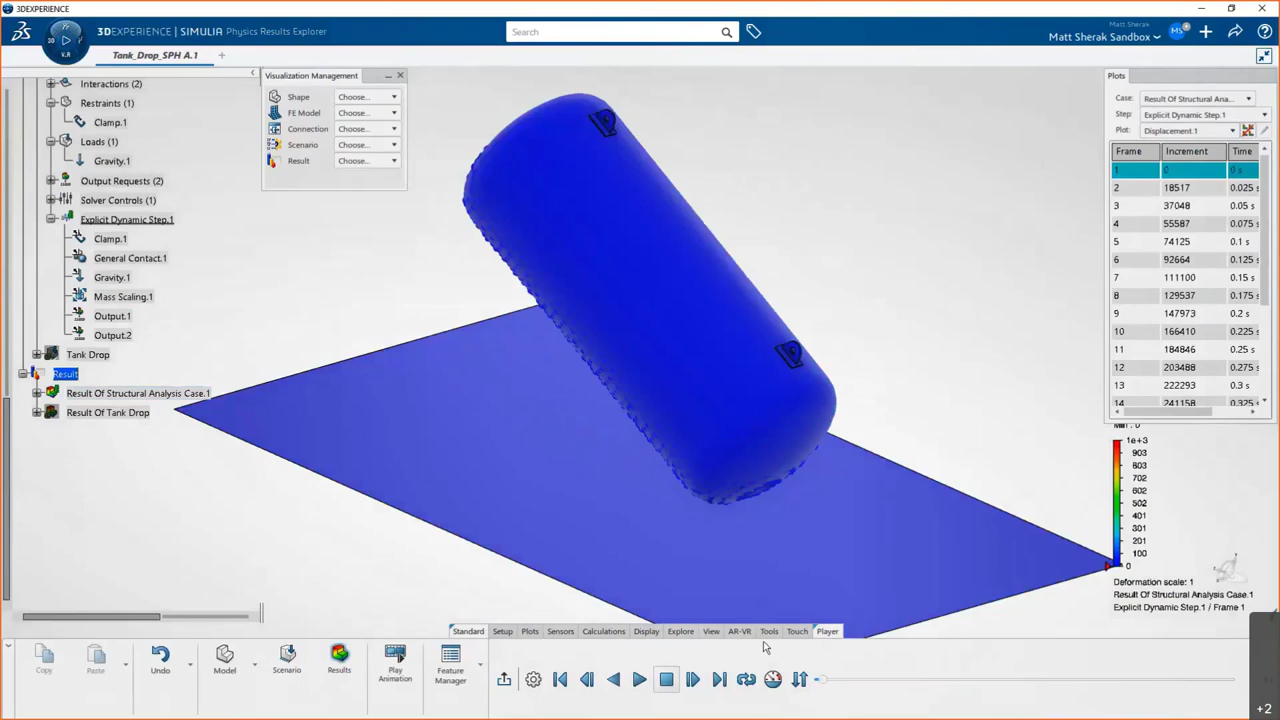 3DEXPERIENCE
3DEXPERIENCE | SIMULIA Physics Results Explorer
Search
Matt Sherak
Matt Sherak Sandbox
MS
3D
V.R
Tank_Drop_SPH A.1
+
Interactions (2)
Restraints (1)
Clamp.1
Loads (1)
Gravity.1
Output Requests (2)
Solver Controls (1)
Explicit Dynamic Step.1
Clamp.1
General Contact.1
Gravity.1
Mass Scaling.1
Output.1
Output.2
Tank Drop
Result
Result Of Structural Analysis Case.1
Result Of Tank Drop
Visualization Management
Shape Choose...
FE Model Choose...
Connection Choose...
Scenario Choose...
Result Choose...
Plots
Case: Result Of Structural Ana...
Step: Explicit Dynamic Step.1
Plot: Displacement.1
Frame Increment Time
1 0 0 s
2 18517 0.025 s
3 37048 0.05 s
4 55587 0.075 s
5 74125 0.1 s
6 92664 0.125 s
7 111100 0.15 s
8 129537 0.175 s
9 147973 0.2 s
10 166410 0.225 s
11 184846 0.25 s
12 203488 0.275 s
13 222293 0.3 s
14 241158 0.325 s
Min : 0
1e+3
903
803
702
602
501
401
301
201
100
0
Deformation scale: 1
Result Of Structural Analysis Case.1
Explicit Dynamic Step.1 / Frame 1
Standard Setup Plots Sensors Calculations Display Explore View AR-VR Tools Touch Player
Copy Paste Undo Model Scenario Results Play Animation Feature Manager
+2